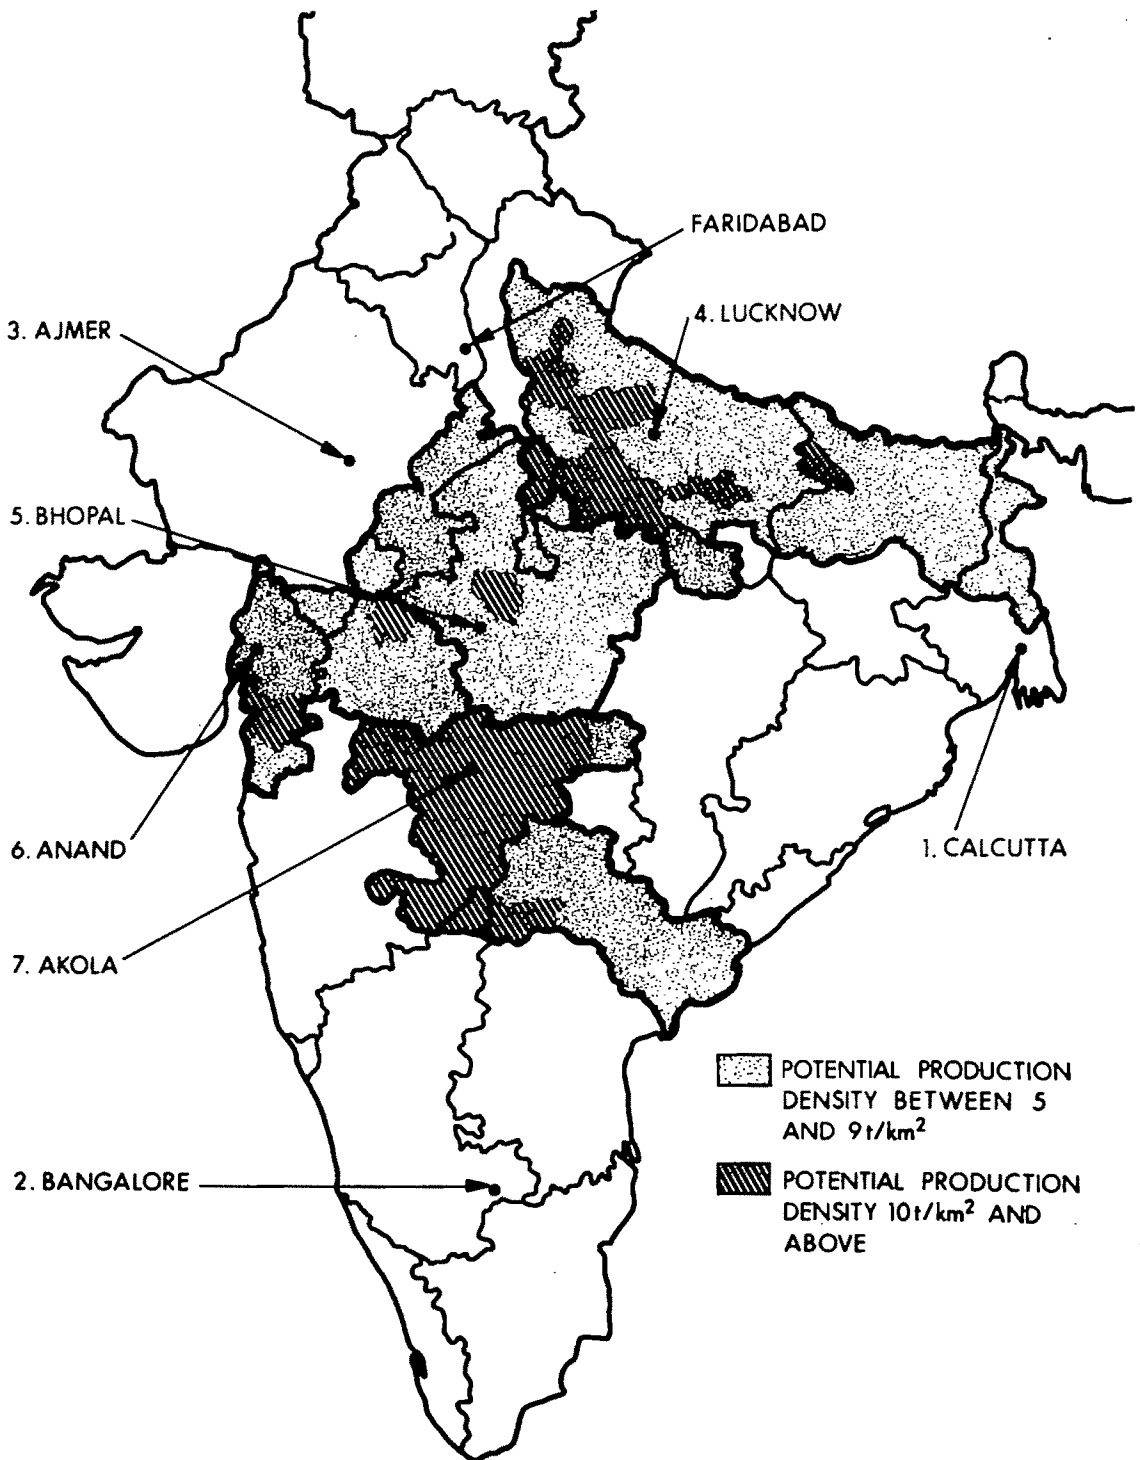 FARIDABAD
4. LUCKNOW
3. AJMER
5. BHOPAL
6. ANAND
1. CALCUTTA
7. AKOLA
POTENTIAL PRODUCTION
DENSITY BETWEEN 5
AND 9t/km²
2. BANGALORE
POTENTIAL PRODUCTION
DENSITY 10t/km² AND
ABOVE